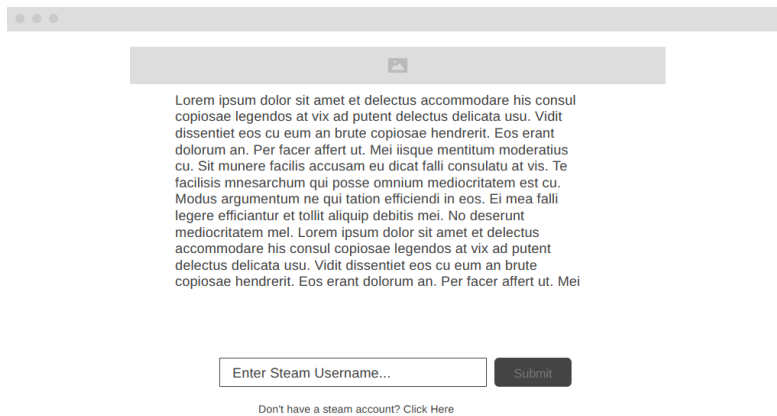 Lorem ipsum dolor sit amet et delectus accommodare his consul
copiosae legendos at vix ad putent delectus delicata usu. Vidit
dissentiet eos cu eum an brute copiosae hendrerit. Eos erant
dolorum an. Per facer affert ut. Mei iisque mentitum moderatius
cu. Sit munere facilis accusam eu dicat falli consulatu at vis. Te
facilisis mnesarchum qui posse omnium mediocritatem est cu.
Modus argumentum ne qui tation efficiendi in eos. Ei mea falli
legere efficiantur et tollit aliquip debitis mei. No deserunt
mediocritatem mel. Lorem ipsum dolor sit amet et delectus
accommodare his consul copiosae legendos at vix ad putent
delectus delicata usu. Vidit dissentiet eos cu eum an brute
copiosae hendrerit. Eos erant dolorum an. Per facer affert ut. Mei
Enter Steam Username... Submit
Don't have a steam account? Click Here